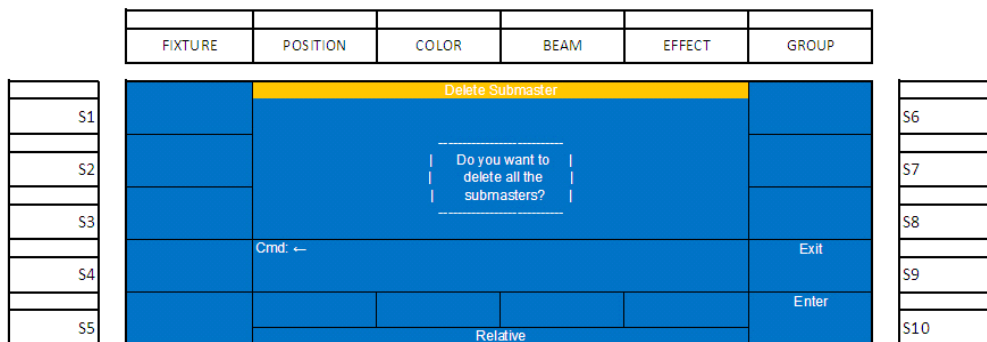 FIXTURE POSITION COLOR BEAM EFFECT GROUP
Delete Submaster
S1 S6
Do you want to
S2 delete all the S7
submasters?
S3 S8
Cmd: ← Exit
S4 S9
Enter
S5 Relative S10